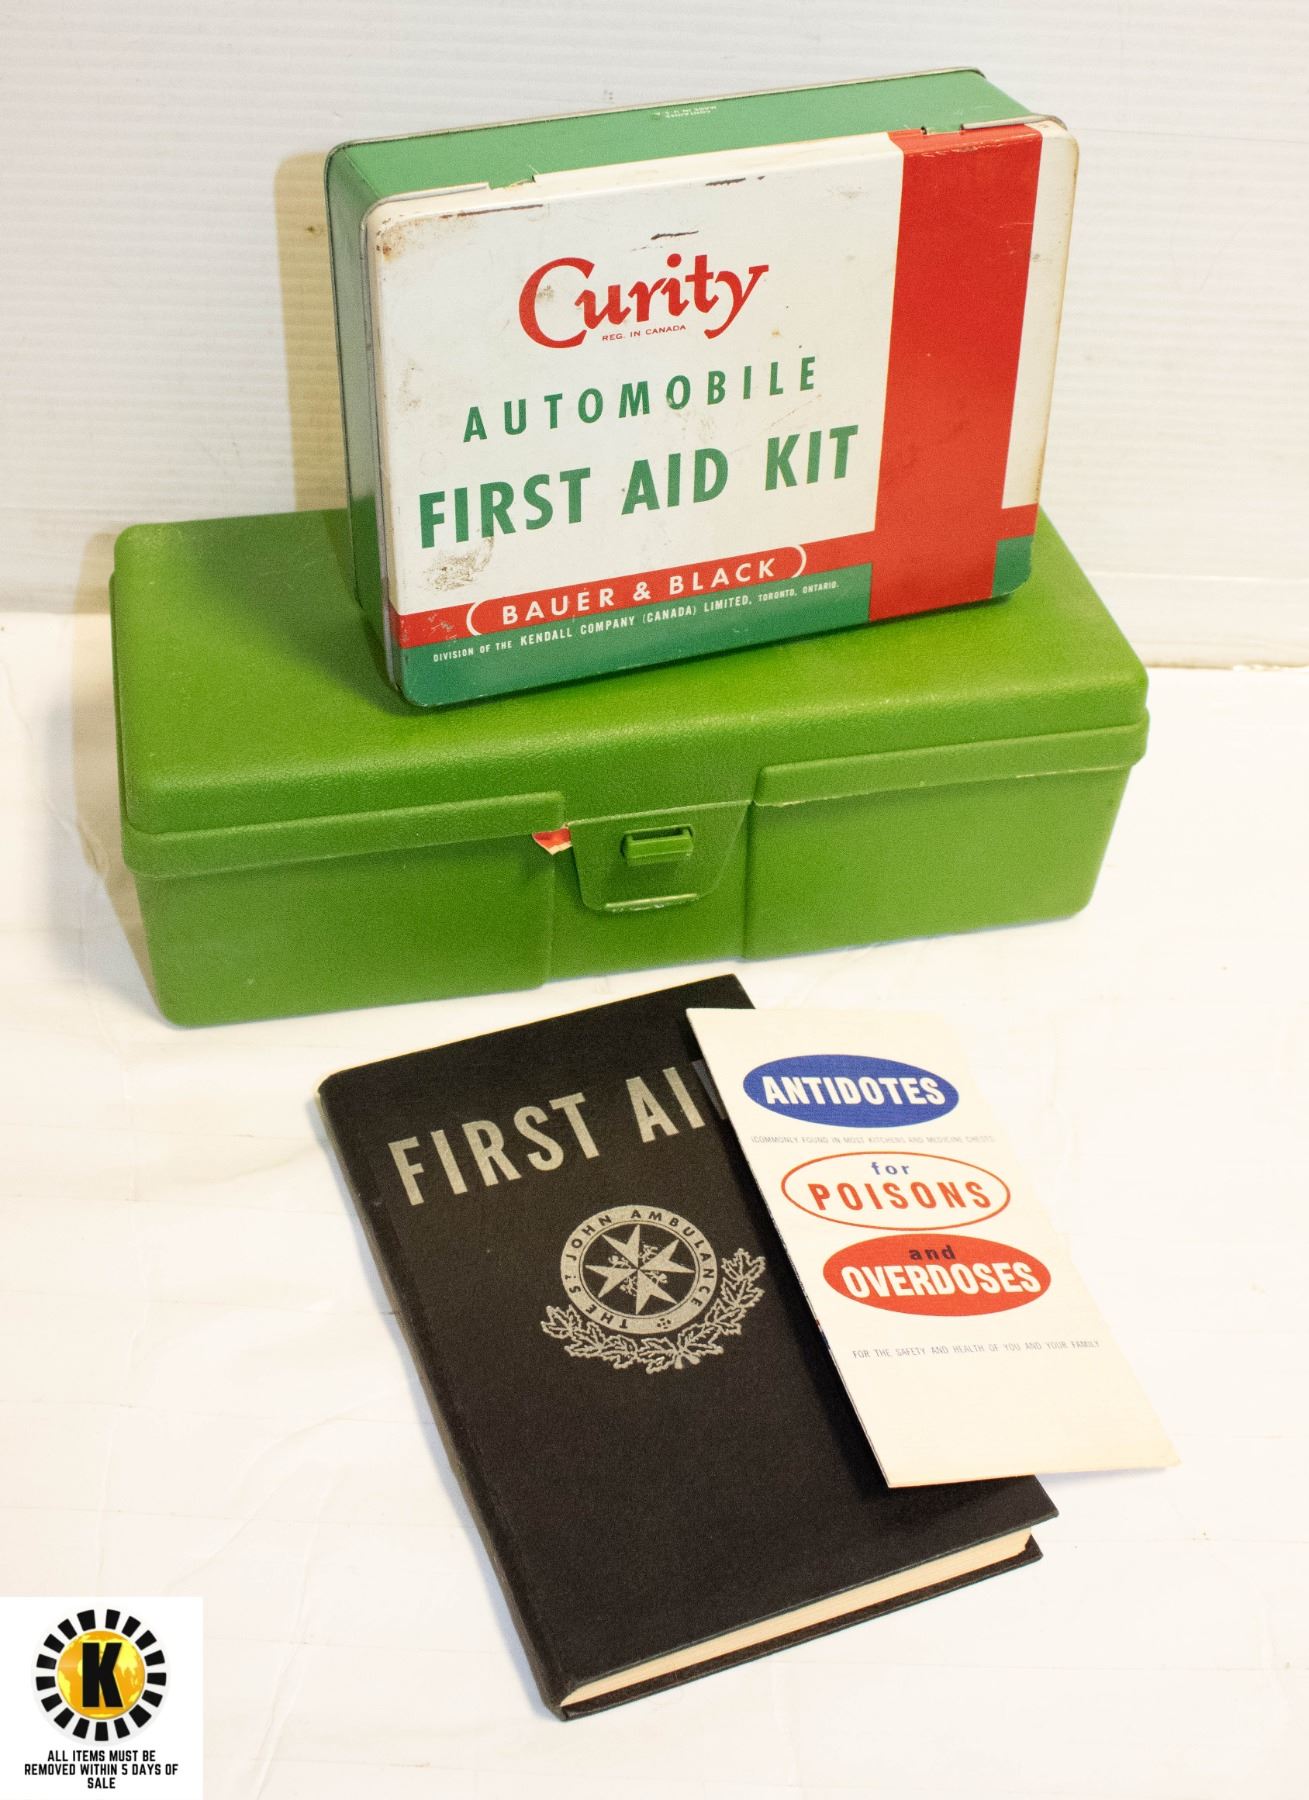 Curity
REG. IN CANADA
AUTOMOBILE
FIRST AID KIT
BAUER & BLACK
DIVISION OF THE KENDALL COMPANY (CANADA) LIMITED, TORONTO, ONTARIO.
FIRST AI
THE ST JOHN AMBULANCE
ANTIDOTES
(COMMONLY FOUND IN MOST KITCHENS AND MEDICINE CHESTS)
for
POISONS
and
OVERDOSES
FOR THE SAFETY AND HEALTH OF YOU AND YOUR FAMILY
K
ALL ITEMS MUST BE
REMOVED WITHIN 5 DAYS OF
SALE